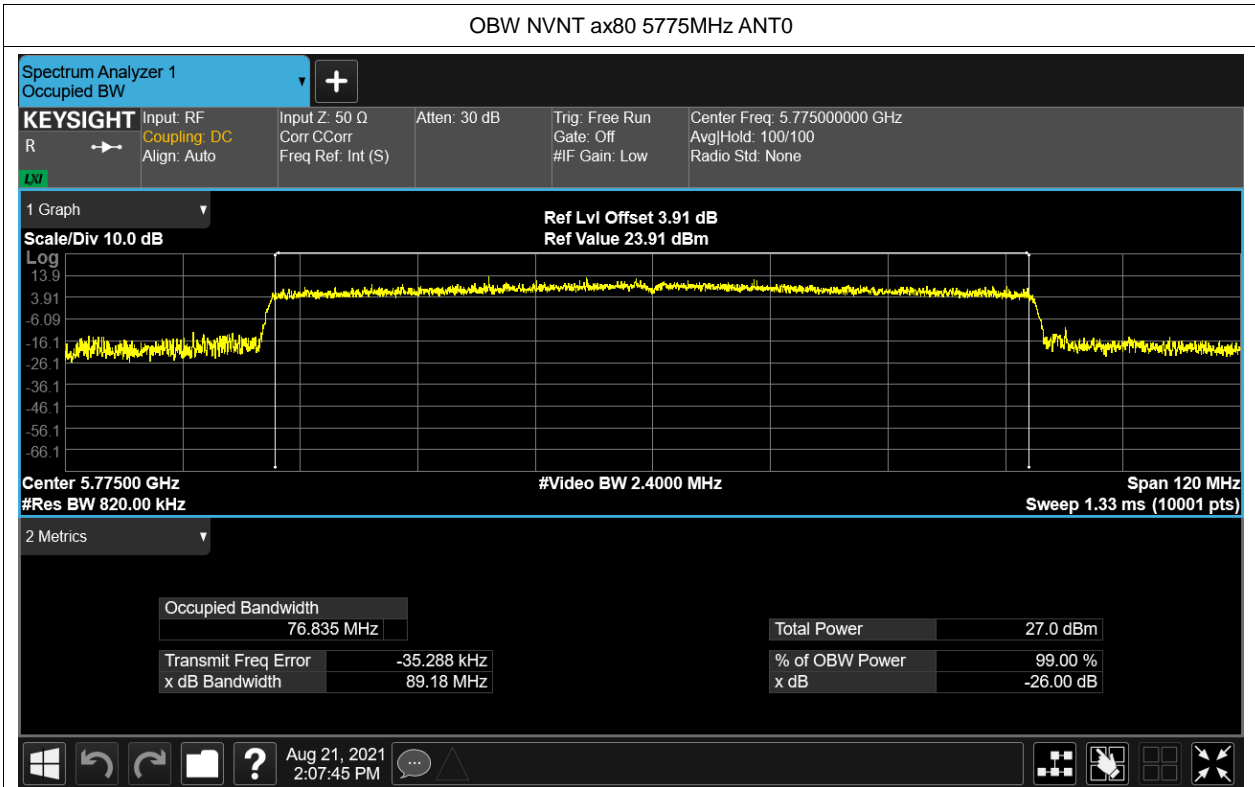 OBW NVNT ax80 5775MHz ANT0
Spectrum Analyzer 1
Occupied BW
KEYSIGHT
R
LXI
Input: RF
Coupling: DC
Align: Auto
Input Z: 50 Ω
Corr CCorr
Freq Ref: Int (S)
Atten: 30 dB
Trig: Free Run
Gate: Off
#IF Gain: Low
Center Freq: 5.775000000 GHz
Avg|Hold: 100/100
Radio Std: None
1 Graph
Scale/Div 10.0 dB
Ref Lvl Offset 3.91 dB
Ref Value 23.91 dBm
Log
13.9
3.91
-6.09
-16.1
-26.1
-36.1
-46.1
-56.1
-66.1
Center 5.77500 GHz
#Video BW 2.4000 MHz
Span 120 MHz
#Res BW 820.00 kHz
Sweep 1.33 ms (10001 pts)
2 Metrics
Occupied Bandwidth
76.835 MHz
Total Power 27.0 dBm
Transmit Freq Error -35.288 kHz
% of OBW Power 99.00 %
x dB Bandwidth 89.18 MHz
x dB -26.00 dB
?
Aug 21, 2021
2:07:45 PM